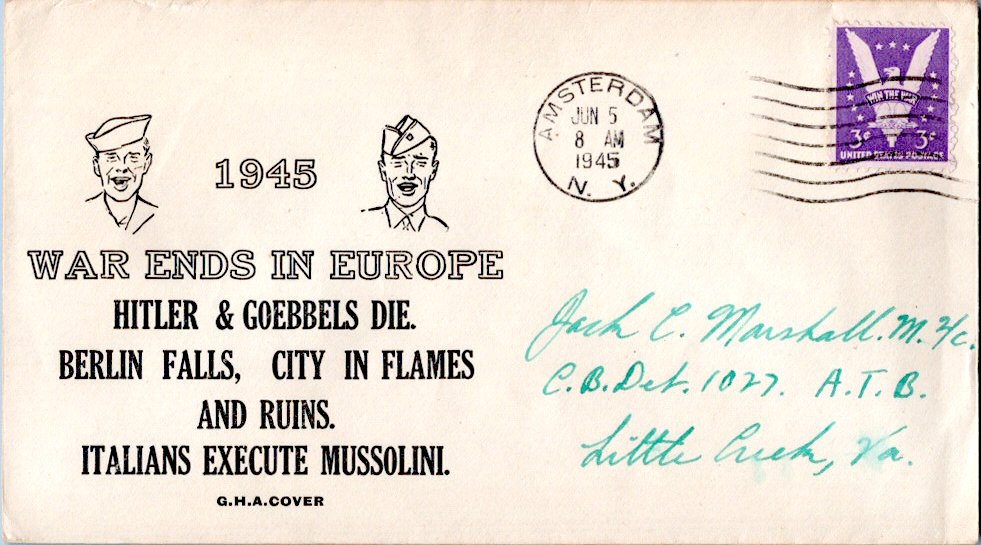 1945
WAR ENDS IN EUROPE
HITLER & GOEBBELS DIE.
BERLIN FALLS, CITY IN FLAMES
AND RUINS.
ITALIANS EXECUTE MUSSOLINI.
G.H.A.COVER
AMSTERDAM
JUN 5
8 AM
1945
N. Y.
WIN THE WAR
3¢ 3¢
UNITED STATES POSTAGE
Jack C. Marshall. M. 2/c.
C.B. Det. 1027. A.T.B.
Little Creek, Va.